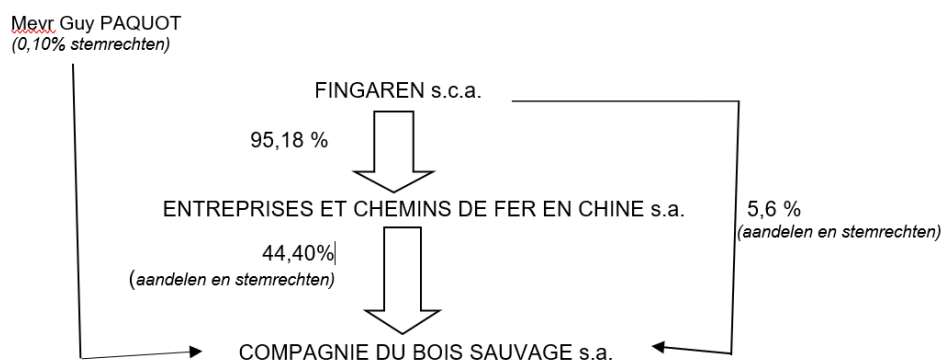 Mevr Guy PAQUOT
(0,10% stemrechten)
FINGAREN s.c.a.
95,18 %
ENTREPRISES ET CHEMINS DE FER EN CHINE s.a.
5,6 %
(aandelen en stemrechten)
44,40%
(aandelen en stemrechten)
COMPAGNIE DU BOIS SAUVAGE s.a.